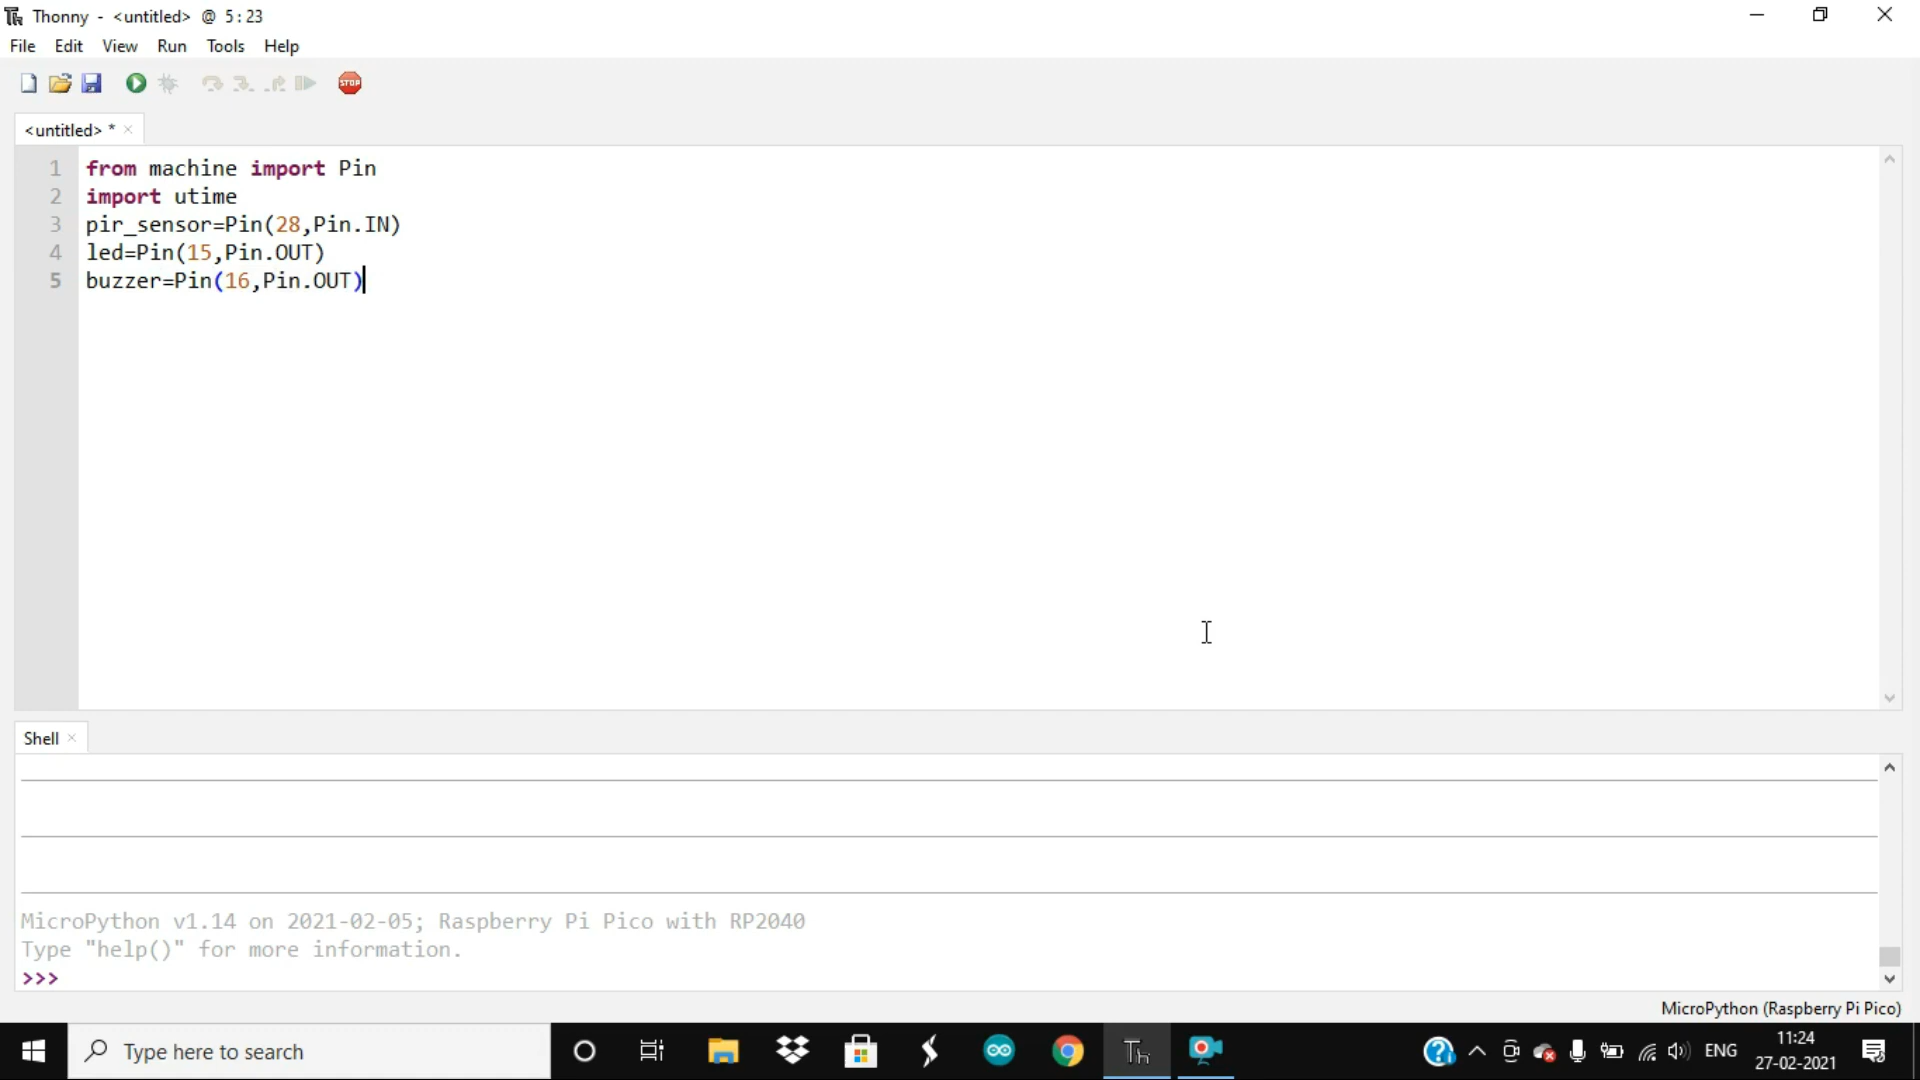 Thonny - <untitled> @ 5:23
File Edit View Run Tools Help
STOP
<untitled> * ×
1 from machine import Pin
2 import utime
3 pir_sensor=Pin(28,Pin.IN)
4 led=Pin(15,Pin.OUT)
5 buzzer=Pin(16,Pin.OUT)
Shell ×
MicroPython v1.14 on 2021-02-05; Raspberry Pi Pico with RP2040
Type "help()" for more information.
>>>
MicroPython (Raspberry Pi Pico)
Type here to search
Th
ENG
11:24
27-02-2021